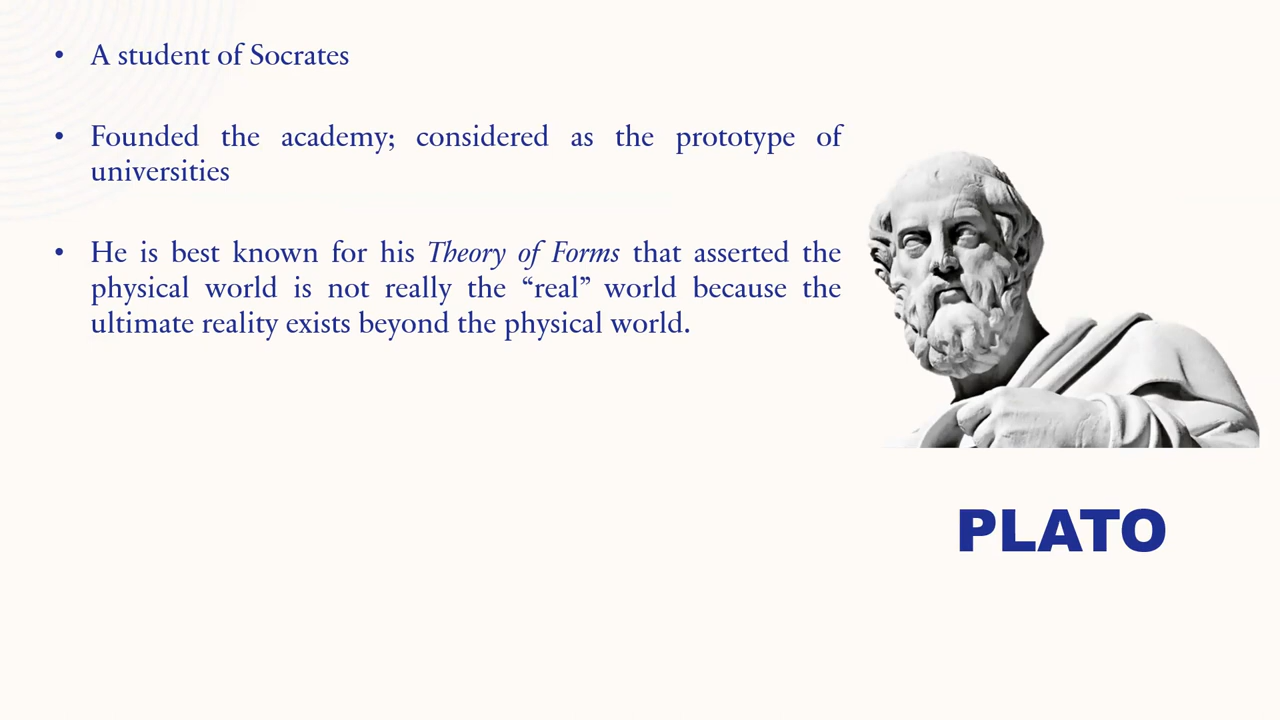 • A student of Socrates
• Founded the academy; considered as the prototype of
universities
• He is best known for his Theory of Forms that asserted the
physical world is not really the “real” world because the
ultimate reality exists beyond the physical world.
PLATO